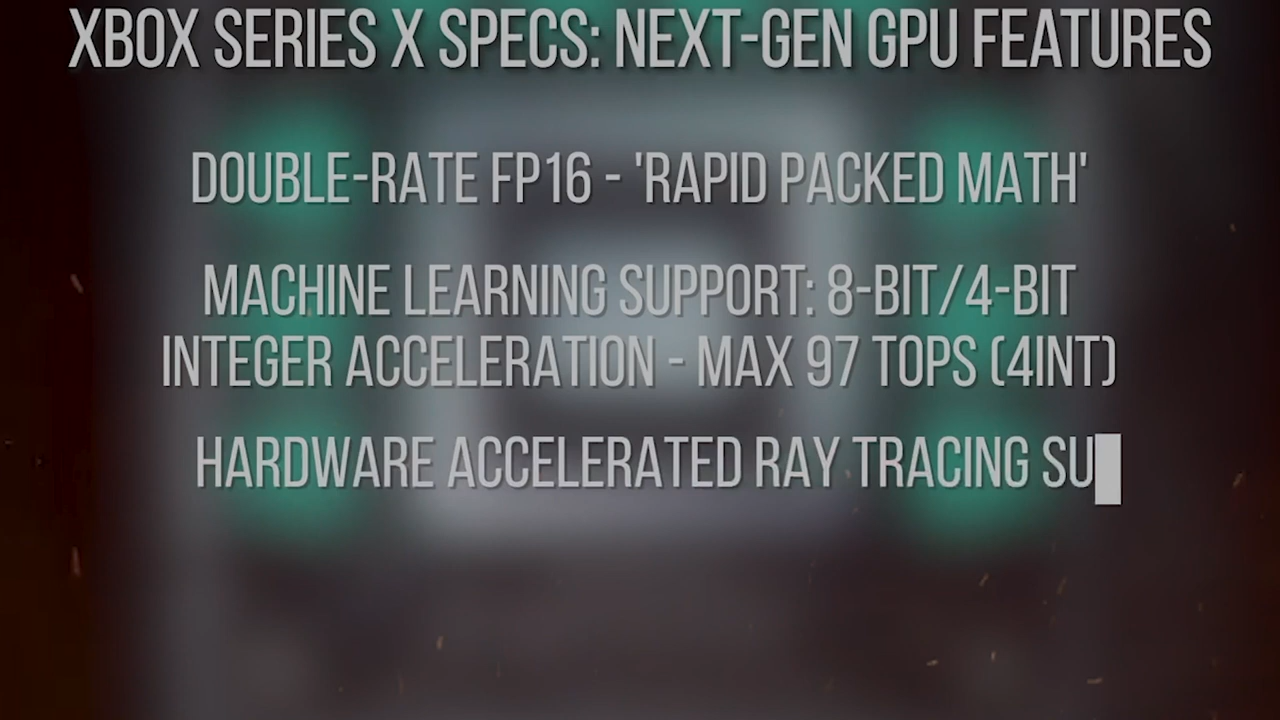 XBOX SERIES X SPECS: NEXT-GEN GPU FEATURES
DOUBLE-RATE FP16 - 'RAPID PACKED MATH'
MACHINE LEARNING SUPPORT: 8-BIT/4-BIT
INTEGER ACCELERATION - MAX 97 TOPS (4INT)
HARDWARE ACCELERATED RAY TRACING SU